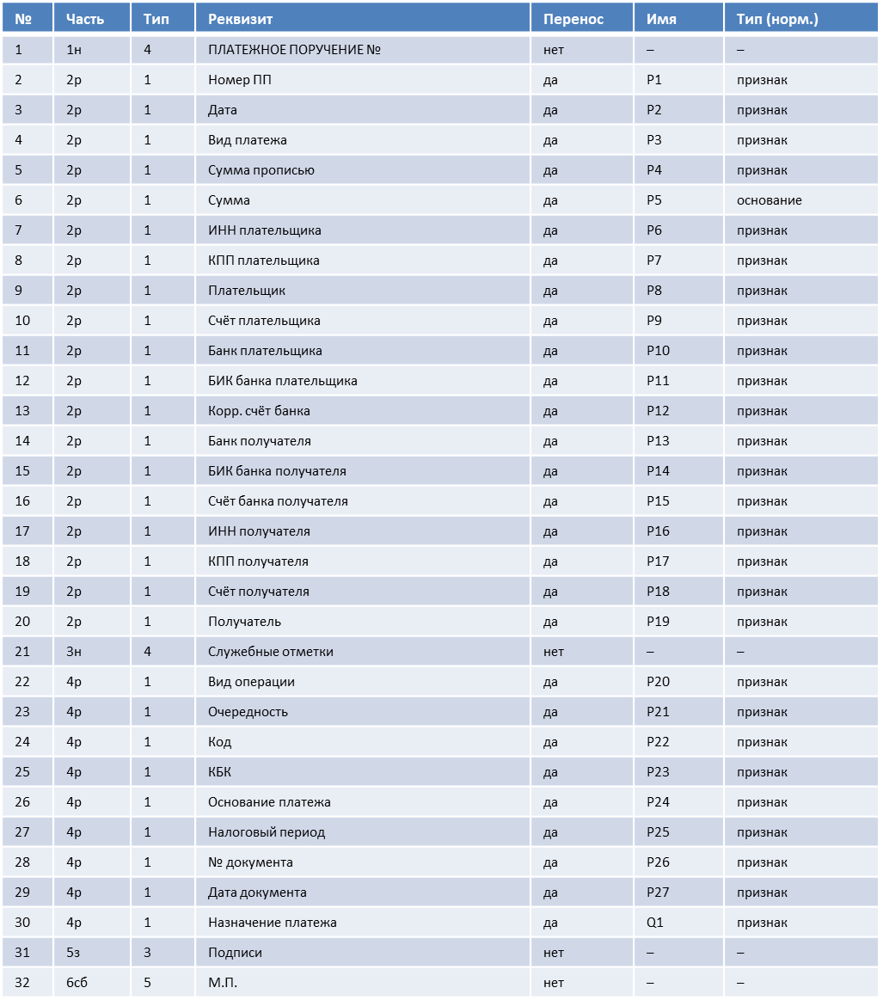 № Часть Тип Реквизит Перенос Имя Тип (норм.)
1 1н 4 ПЛАТЕЖНОЕ ПОРУЧЕНИЕ № нет – –
2 2р 1 Номер ПП да P1 признак
3 2р 1 Дата да P2 признак
4 2р 1 Вид платежа да P3 признак
5 2р 1 Сумма прописью да P4 признак
6 2р 1 Сумма да P5 основание
7 2р 1 ИНН плательщика да P6 признак
8 2р 1 КПП плательщика да P7 признак
9 2р 1 Плательщик да P8 признак
10 2р 1 Счёт плательщика да P9 признак
11 2р 1 Банк плательщика да P10 признак
12 2р 1 БИК банка плательщика да P11 признак
13 2р 1 Корр. счёт банка да P12 признак
14 2р 1 Банк получателя да P13 признак
15 2р 1 БИК банка получателя да P14 признак
16 2р 1 Счёт банка получателя да P15 признак
17 2р 1 ИНН получателя да P16 признак
18 2р 1 КПП получателя да P17 признак
19 2р 1 Счёт получателя да P18 признак
20 2р 1 Получатель да P19 признак
21 3н 4 Служебные отметки нет – –
22 4р 1 Вид операции да P20 признак
23 4р 1 Очередность да P21 признак
24 4р 1 Код да P22 признак
25 4р 1 КБК да P23 признак
26 4р 1 Основание платежа да P24 признак
27 4р 1 Налоговый период да P25 признак
28 4р 1 № документа да P26 признак
29 4р 1 Дата документа да P27 признак
30 4р 1 Назначение платежа да Q1 признак
31 5з 3 Подписи нет – –
32 6сб 5 М.П. нет – –